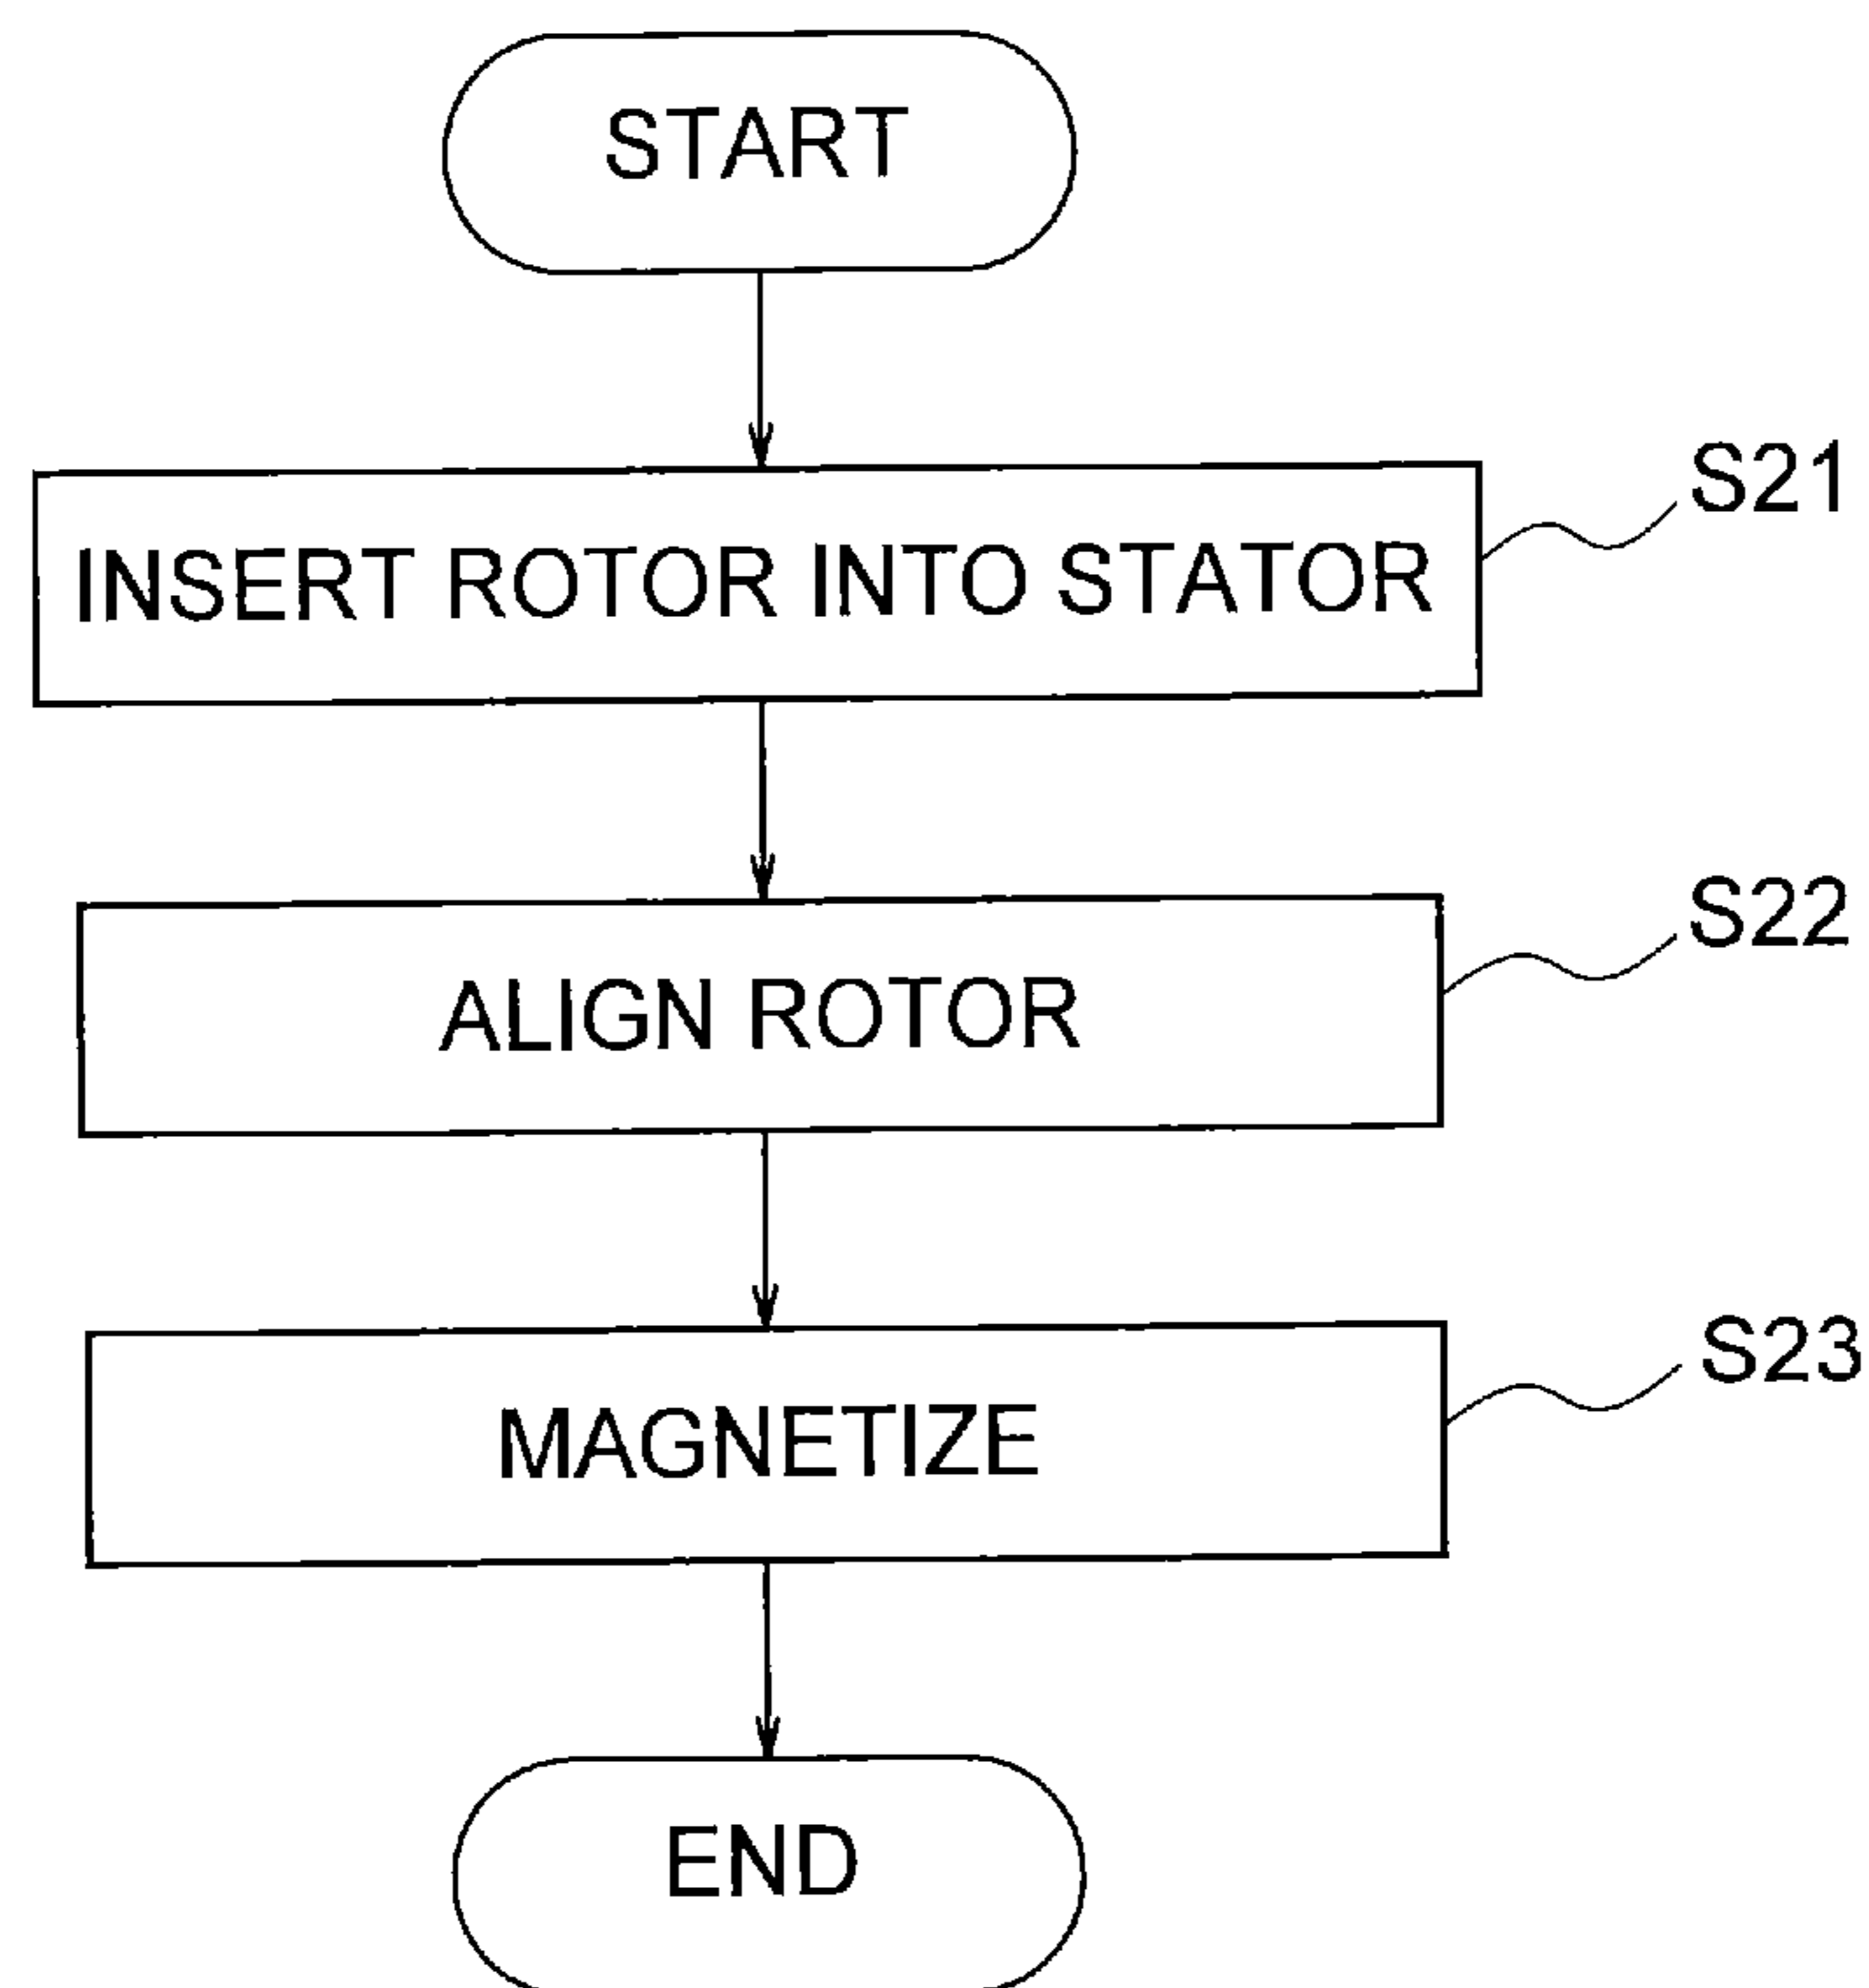 START
S21
INSERT ROTOR INTO STATOR
S22
ALIGN ROTOR
S23
MAGNETIZE
END